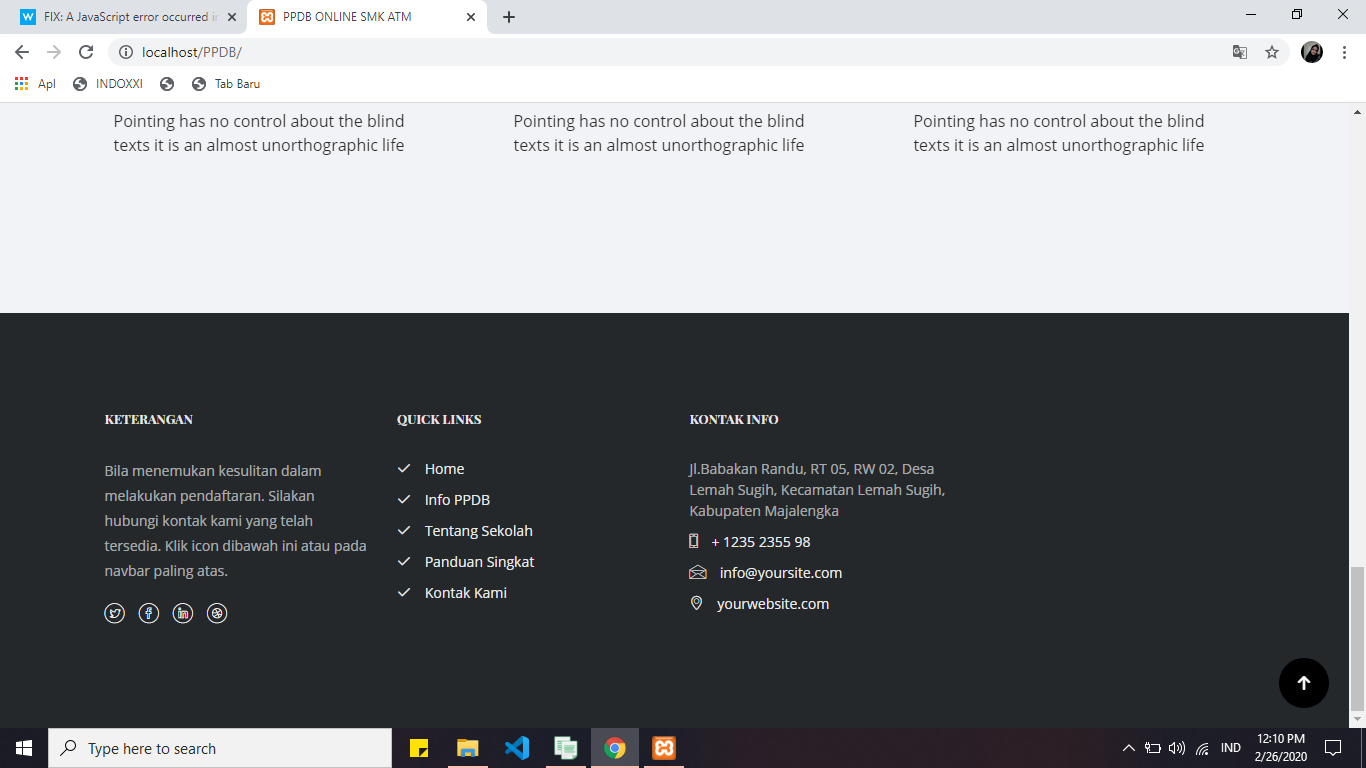 FIX: A JavaScript error occurred in
PPDB ONLINE SMK ATM
localhost/PPDB/
Apl
INDOXXI
Tab Baru
Pointing has no control about the blind
texts it is an almost unorthographic life
Pointing has no control about the blind
texts it is an almost unorthographic life
Pointing has no control about the blind
texts it is an almost unorthographic life
KETERANGAN
Bila menemukan kesulitan dalam
melakukan pendaftaran. Silakan
hubungi kontak kami yang telah
tersedia. Klik icon dibawah ini atau pada
navbar paling atas.
QUICK LINKS
Home
Info PPDB
Tentang Sekolah
Panduan Singkat
Kontak Kami
KONTAK INFO
Jl.Babakan Randu, RT 05, RW 02, Desa
Lemah Sugih, Kecamatan Lemah Sugih,
Kabupaten Majalengka
+ 1235 2355 98
info@yoursite.com
yourwebsite.com
Type here to search
IND
12:10 PM
2/26/2020